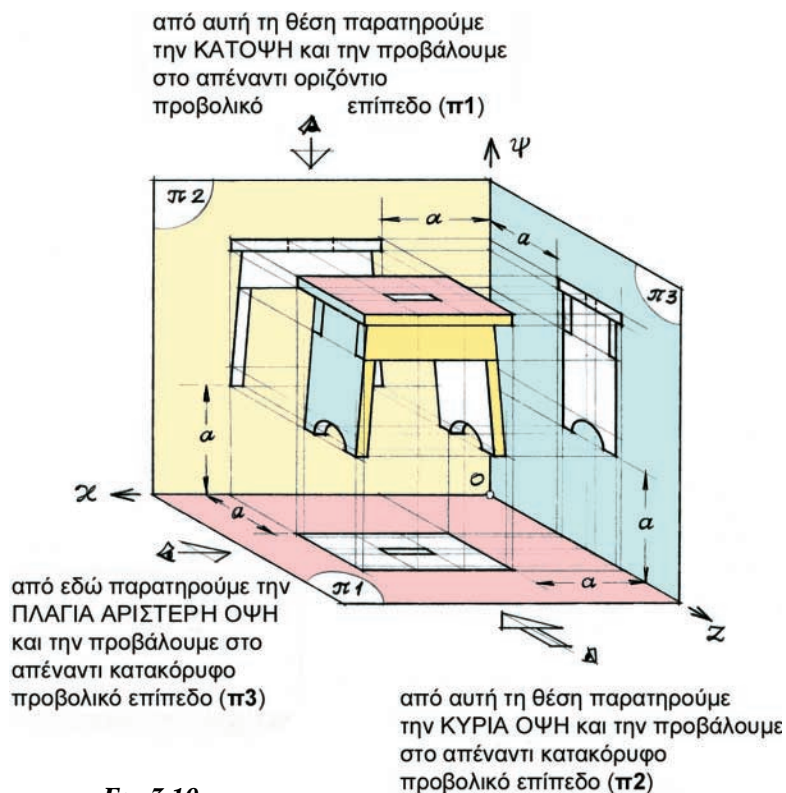 από αυτή τη θέση παρατηρούμε
την ΚΑΤΟΨΗ και την προβάλουμε
στο απέναντι οριζόντιο
προβολικό επίπεδο (π1)
ψ
π2
α
α
π3
α
α
ο
x
α
π1
α
z
από εδώ παρατηρούμε την
ΠΛΑΓΙΑ ΑΡΙΣΤΕΡΗ ΟΨΗ
και την προβάλουμε στο
απέναντι κατακόρυφο
προβολικό επίπεδο (π3)
από αυτή τη θέση παρατηρούμε
την ΚΥΡΙΑ ΟΨΗ και την προβάλουμε
στο απέναντι κατακόρυφο
προβολικό επίπεδο (π2)